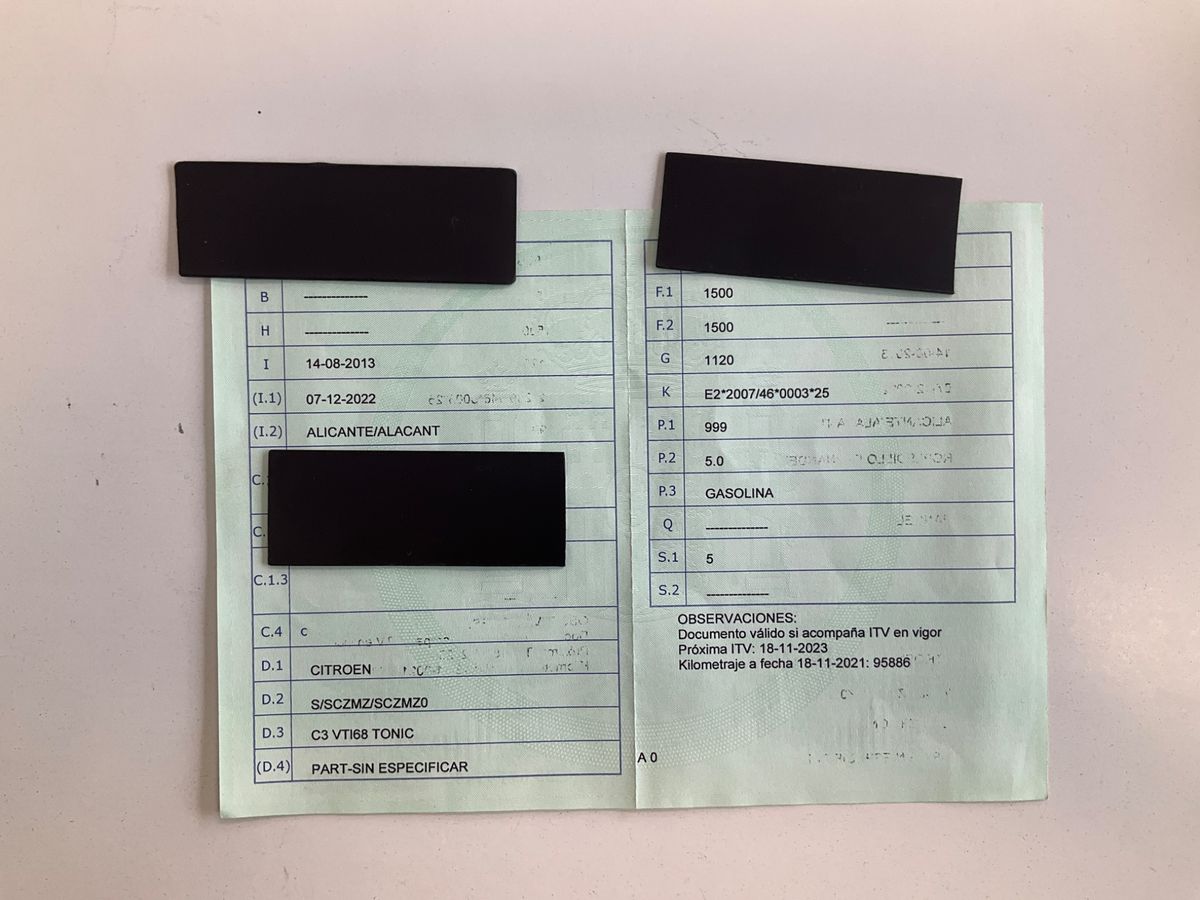 B --------------
H --------------
I 14-08-2013
(I.1) 07-12-2022
(I.2) ALICANTE/ALACANT
C.1.3
C.4 c
D.1 CITROEN
D.2 S/SCZMZ/SCZMZ0
D.3 C3 VTI68 TONIC
(D.4) PART-SIN ESPECIFICAR
F.1 1500
F.2 1500
G 1120
K E2*2007/46*0003*25
P.1 999
P.2 5.0
P.3 GASOLINA
Q --------------
S.1 5
S.2 --------------
OBSERVACIONES:
Documento válido si acompaña ITV en vigor
Próxima ITV: 18-11-2023
Kilometraje a fecha 18-11-2021: 95886
A 0